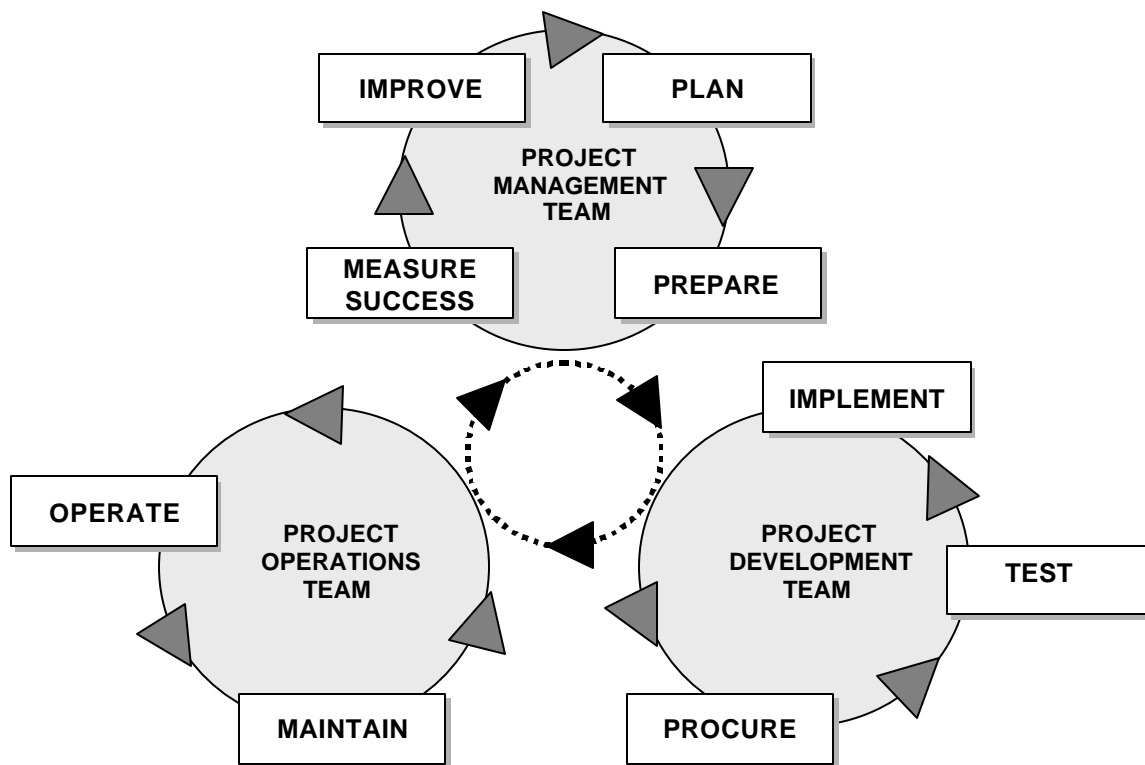 IMPROVE
PLAN
PROJECT
MANAGEMENT
TEAM
MEASURE
SUCCESS
PREPARE
IMPLEMENT
OPERATE
PROJECT
OPERATIONS
TEAM
PROJECT
DEVELOPMENT
TEAM
TEST
MAINTAIN
PROCURE